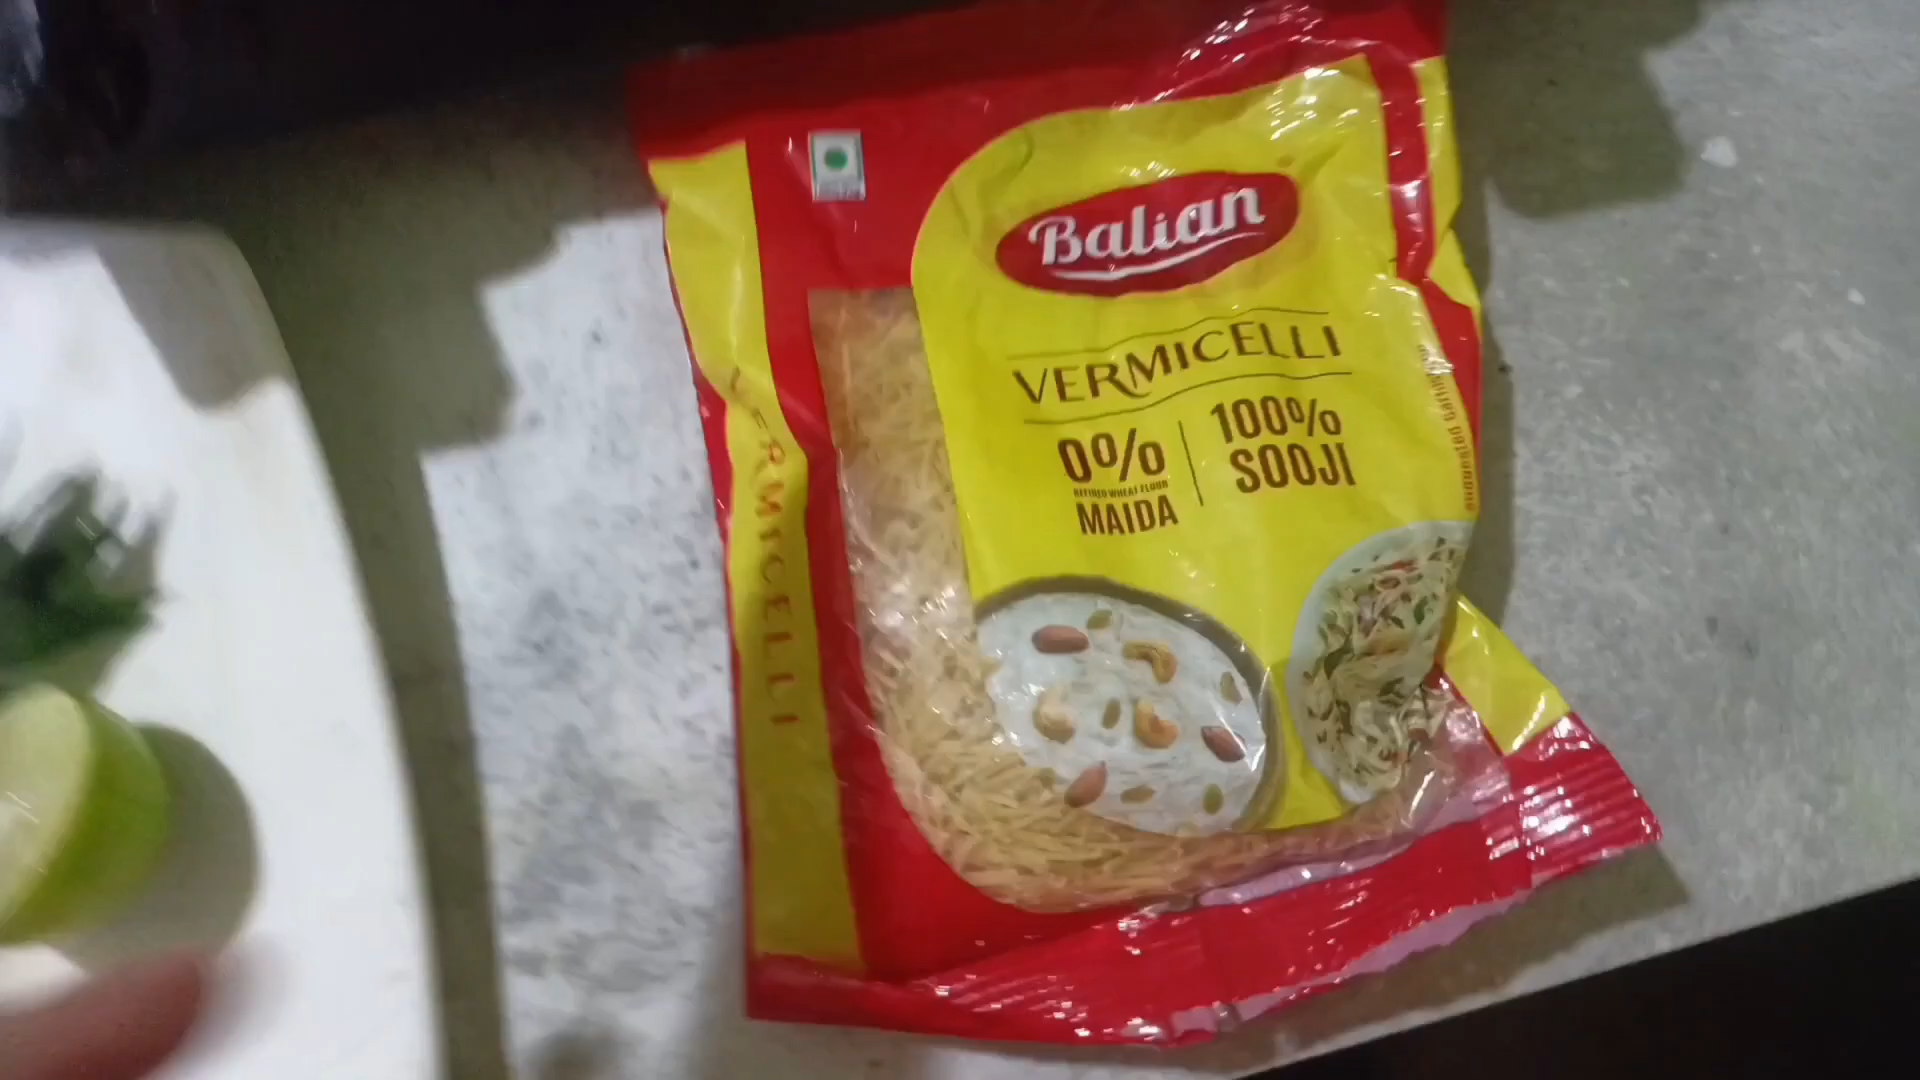 Balian
VERMICELLI
0%
REFINED WHEAT FLOUR
MAIDA
100%
SOOJI
VERMICELLI